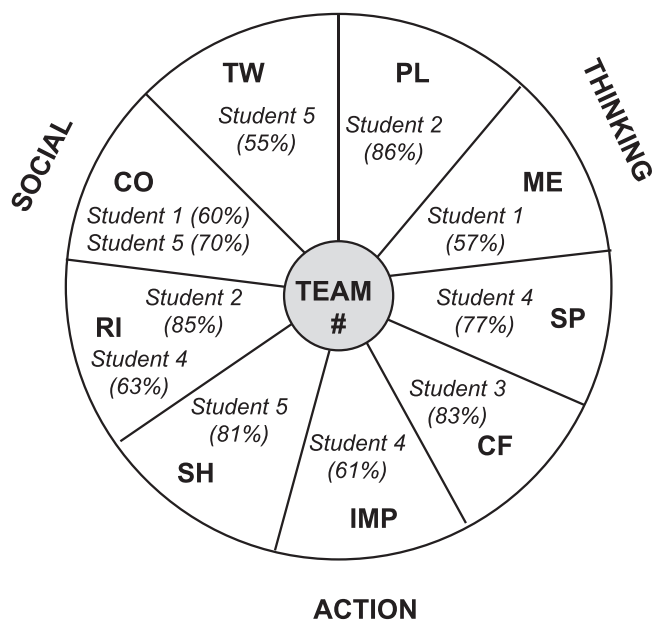 TW
Student 5
(55%)
PL
Student 2
(86%)
THINKING
SOCIAL
CO
Student 1 (60%)
Student 5 (70%)
ME
Student 1
(57%)
TEAM
#
RI
Student 2
(85%)
Student 4
(63%)
Student 4
(77%)
SP
SH
Student 5
(81%)
Student 3
(83%)
CF
Student 4
(61%)
IMP
ACTION